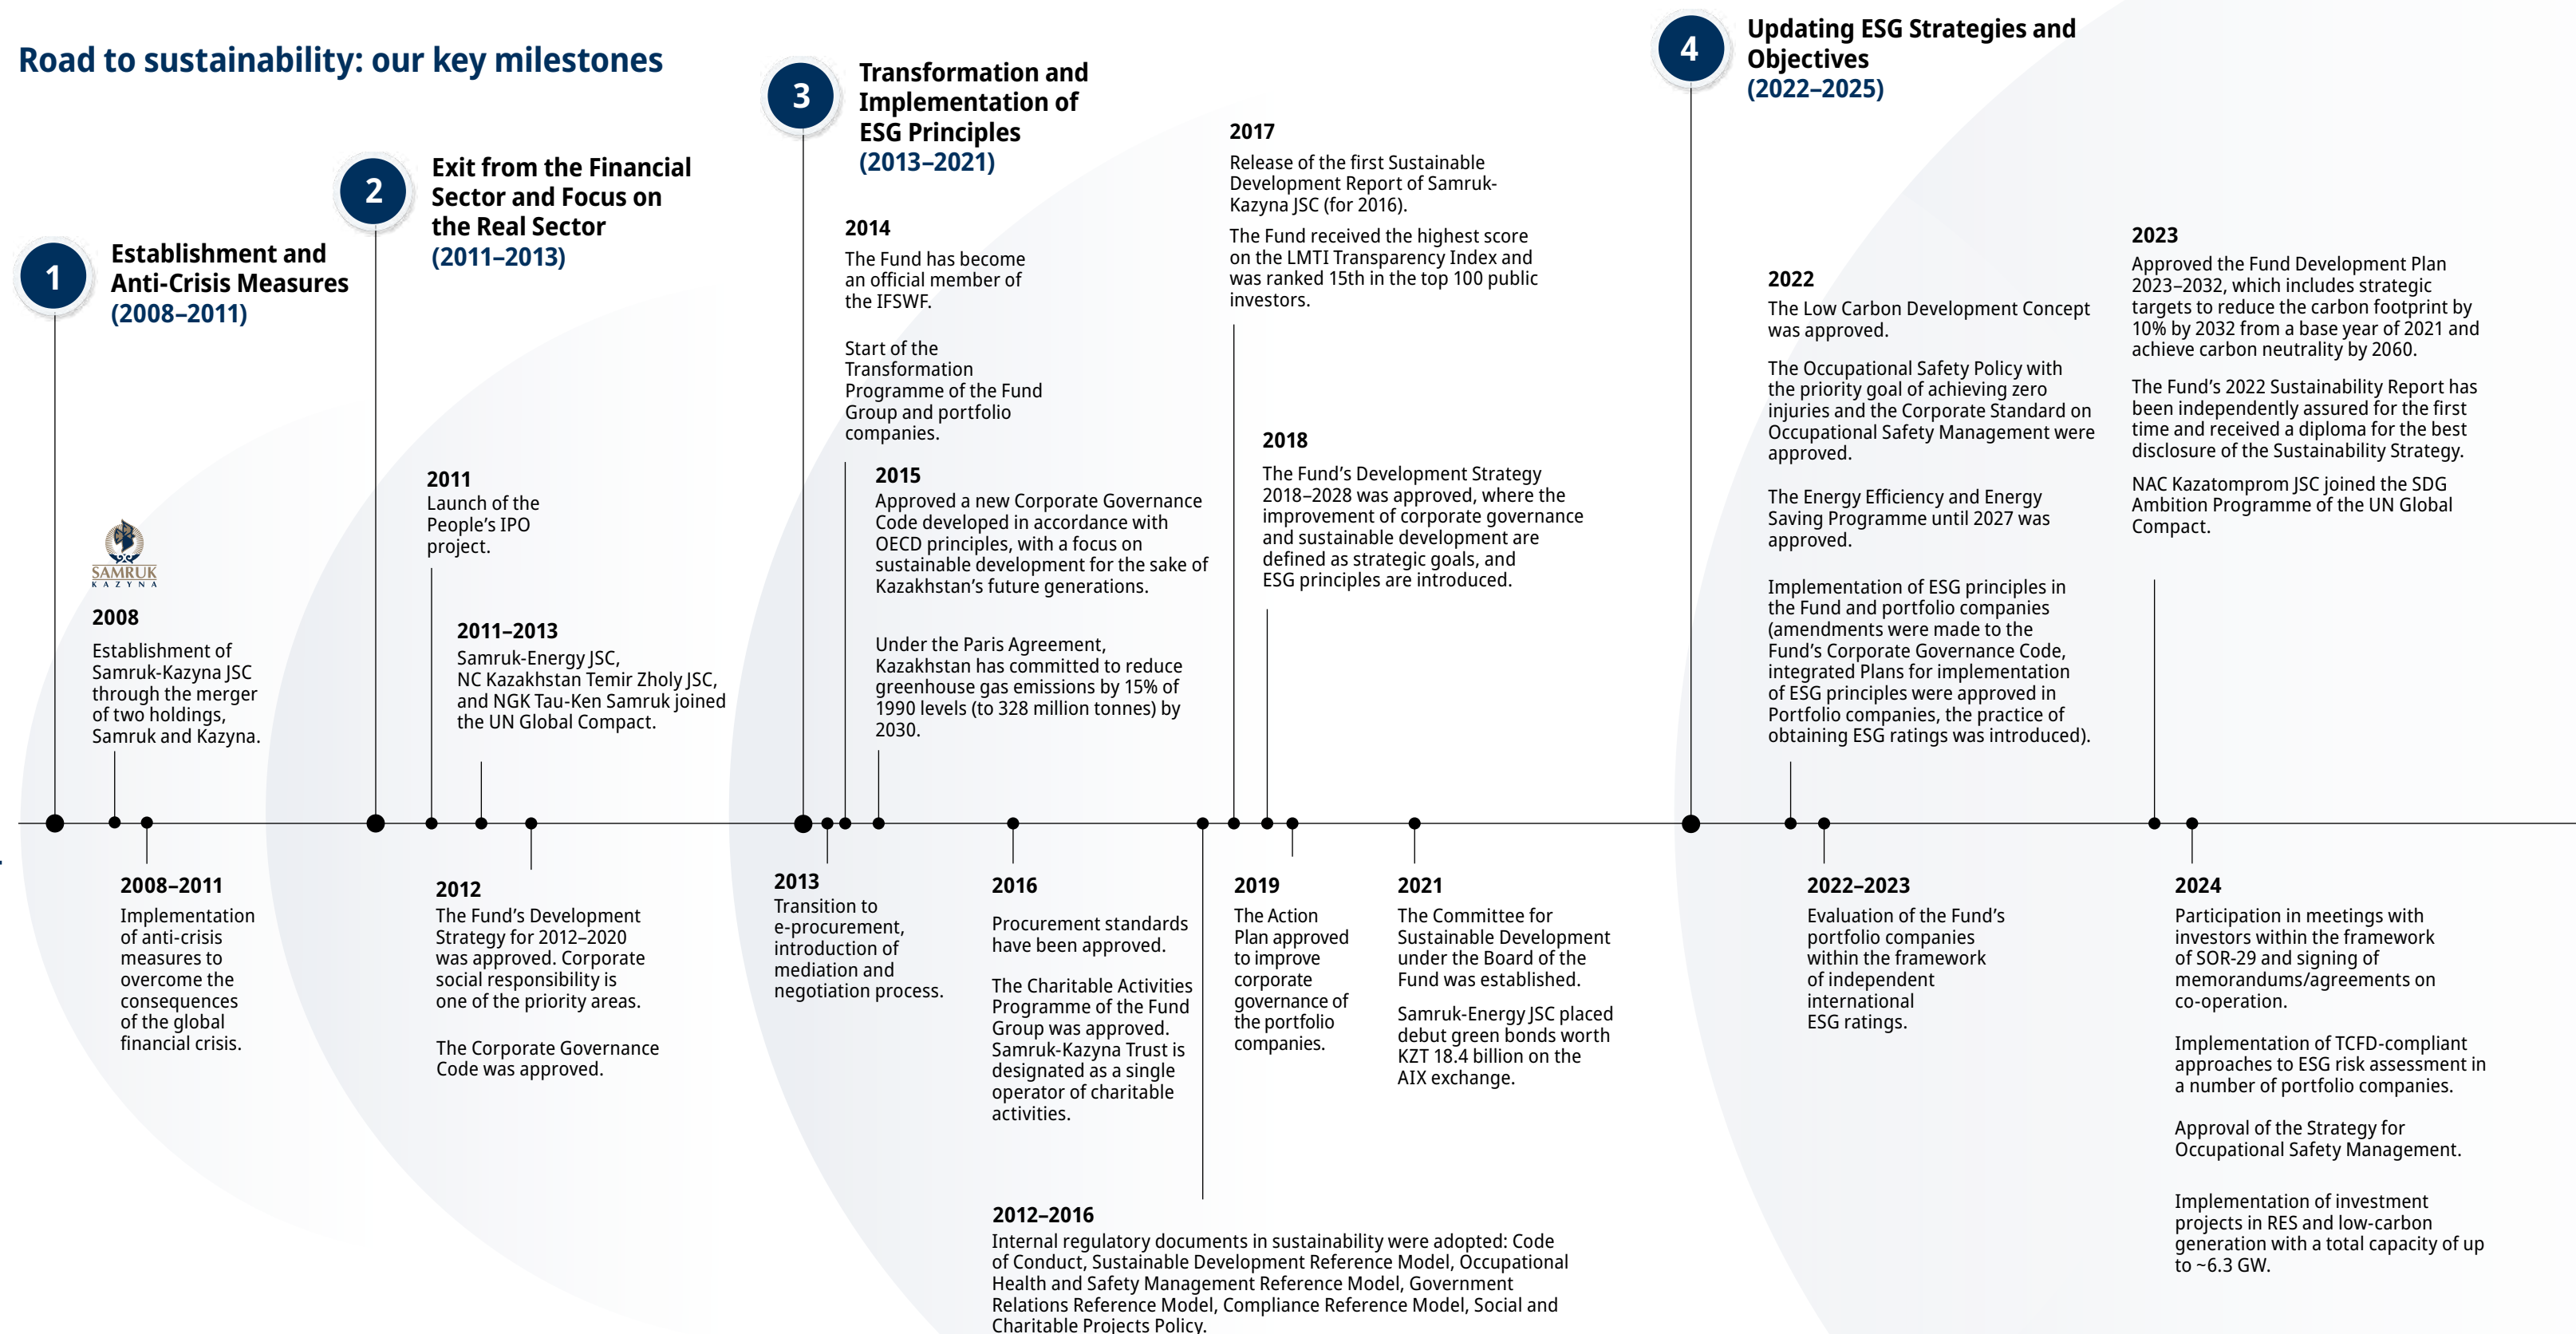 Road to sustainability: our key milestones
1
Establishment and
Anti-Crisis Measures
(2008–2011)
SAMRUK
KAZYNA
2008
Establishment of
Samruk-Kazyna JSC
through the merger
of two holdings,
Samruk and Kazyna.
2008–2011
Implementation
of anti-crisis
measures to
overcome the
consequences
of the global
financial crisis.
2
Exit from the Financial
Sector and Focus on
the Real Sector
(2011–2013)
2011
Launch of the
People’s IPO
project.
2011–2013
Samruk-Energy JSC,
NC Kazakhstan Temir Zholy JSC,
and NGK Tau-Ken Samruk joined
the UN Global Compact.
2012
The Fund’s Development
Strategy for 2012–2020
was approved. Corporate
social responsibility is
one of the priority areas.
The Corporate Governance
Code was approved.
3
Transformation and
Implementation of
ESG Principles
(2013–2021)
2013
Transition to
e-procurement,
introduction of
mediation and
negotiation process.
2014
The Fund has become
an official member of
the IFSWF.
Start of the
Transformation
Programme of the Fund
Group and portfolio
companies.
2015
Approved a new Corporate Governance
Code developed in accordance with
OECD principles, with a focus on
sustainable development for the sake of
Kazakhstan’s future generations.
Under the Paris Agreement,
Kazakhstan has committed to reduce
greenhouse gas emissions by 15% of
1990 levels (to 328 million tonnes) by
2030.
2016
Procurement standards
have been approved.
The Charitable Activities
Programme of the Fund
Group was approved.
Samruk-Kazyna Trust is
designated as a single
operator of charitable
activities.
2012–2016
Internal regulatory documents in sustainability were adopted: Code
of Conduct, Sustainable Development Reference Model, Occupational
Health and Safety Management Reference Model, Government
Relations Reference Model, Compliance Reference Model, Social and
Charitable Projects Policy.
2017
Release of the first Sustainable
Development Report of Samruk-
Kazyna JSC (for 2016).
The Fund received the highest score
on the LMTI Transparency Index and
was ranked 15th in the top 100 public
investors.
2018
The Fund’s Development Strategy
2018–2028 was approved, where the
improvement of corporate governance
and sustainable development are
defined as strategic goals, and
ESG principles are introduced.
2019
The Action
Plan approved
to improve
corporate
governance of
the portfolio
companies.
2021
The Committee for
Sustainable Development
under the Board of the
Fund was established.
Samruk-Energy JSC placed
debut green bonds worth
KZT 18.4 billion on the
AIX exchange.
4
Updating ESG Strategies and
Objectives
(2022–2025)
2022
The Low Carbon Development Concept
was approved.
The Occupational Safety Policy with
the priority goal of achieving zero
injuries and the Corporate Standard on
Occupational Safety Management were
approved.
The Energy Efficiency and Energy
Saving Programme until 2027 was
approved.
Implementation of ESG principles in
the Fund and portfolio companies
(amendments were made to the
Fund’s Corporate Governance Code,
integrated Plans for implementation
of ESG principles were approved in
Portfolio companies, the practice of
obtaining ESG ratings was introduced).
2022–2023
Evaluation of the Fund’s
portfolio companies
within the framework
of independent
international
ESG ratings.
2023
Approved the Fund Development Plan
2023–2032, which includes strategic
targets to reduce the carbon footprint by
10% by 2032 from a base year of 2021 and
achieve carbon neutrality by 2060.
The Fund’s 2022 Sustainability Report has
been independently assured for the first
time and received a diploma for the best
disclosure of the Sustainability Strategy.
NAC Kazatomprom JSC joined the SDG
Ambition Programme of the UN Global
Compact.
2024
Participation in meetings with
investors within the framework
of SOR-29 and signing of
memorandums/agreements on
co-operation.
Implementation of TCFD-compliant
approaches to ESG risk assessment in
a number of portfolio companies.
Approval of the Strategy for
Occupational Safety Management.
Implementation of investment
projects in RES and low-carbon
generation with a total capacity of up
to ~6.3 GW.